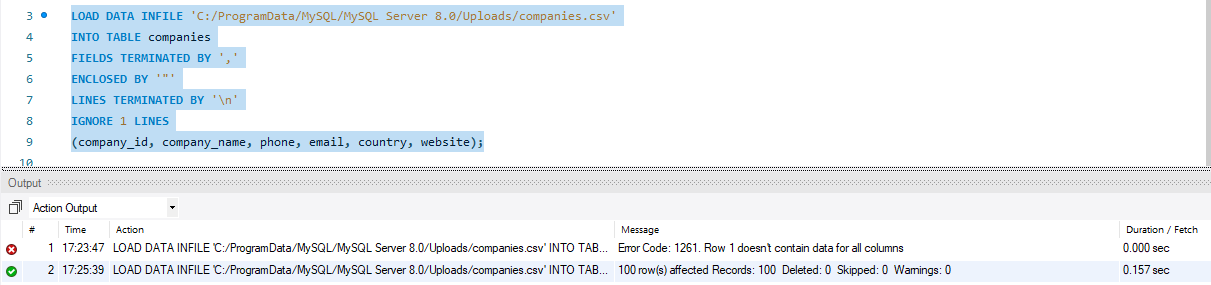 3 LOAD DATA INFILE 'C:/ProgramData/MySQL/MySQL Server 8.0/Uploads/companies.csv'
4 INTO TABLE companies
5 FIELDS TERMINATED BY ','
6 ENCLOSED BY '"'
7 LINES TERMINATED BY '\n'
8 IGNORE 1 LINES
9 (company_id, company_name, phone, email, country, website);
10
Output
Action Output
# Time Action Message Duration / Fetch
1 17:23:47 LOAD DATA INFILE 'C:/ProgramData/MySQL/MySQL Server 8.0/Uploads/companies.csv' INTO TAB... Error Code: 1261. Row 1 doesn't contain data for all columns 0.000 sec
2 17:25:39 LOAD DATA INFILE 'C:/ProgramData/MySQL/MySQL Server 8.0/Uploads/companies.csv' INTO TAB... 100 row(s) affected Records: 100 Deleted: 0 Skipped: 0 Warnings: 0 0.157 sec